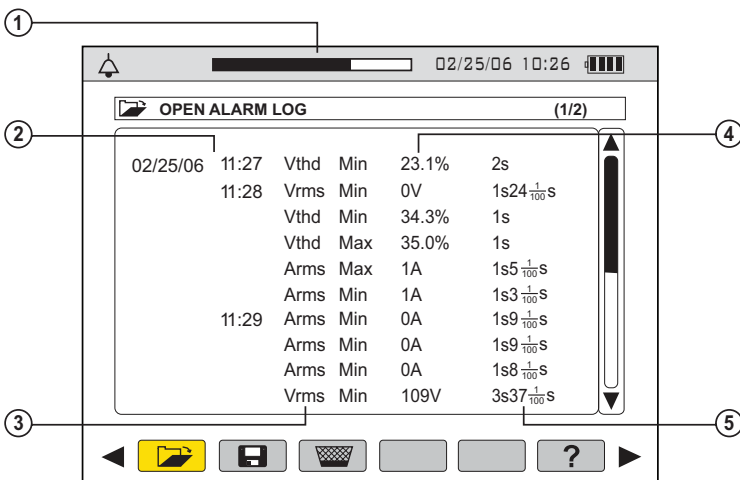 1
02/25/06 10:26
OPEN ALARM LOG (1/2)
2
4
02/25/06 11:27 Vthd Min 23.1% 2s
11:28 Vrms Min 0V 1s24 1/100 s
Vthd Min 34.3% 1s
Vthd Max 35.0% 1s
Arms Max 1A 1s5 1/100 s
Arms Min 1A 1s3 1/100 s
11:29 Arms Min 0A 1s9 1/100 s
Arms Min 0A 1s9 1/100 s
Arms Min 0A 1s8 1/100 s
Vrms Min 109V 3s37 1/100 s
3
5
?